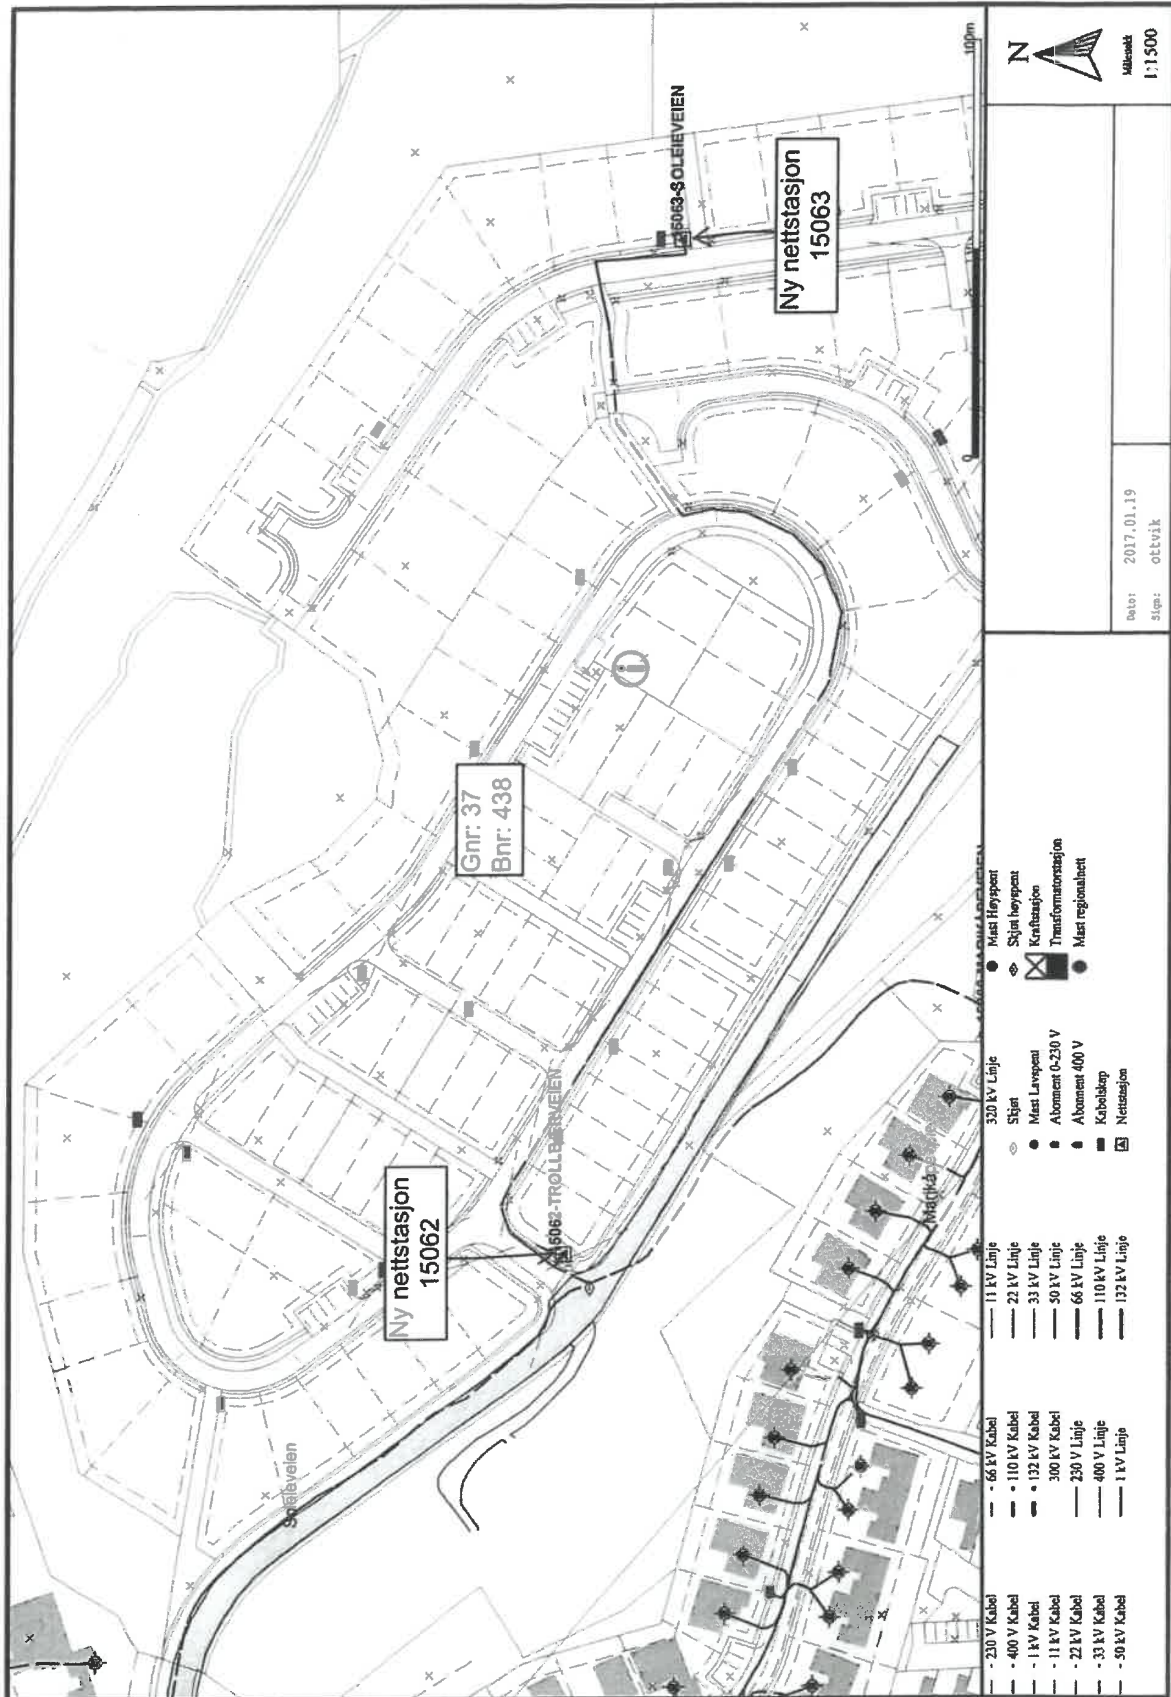 15063-SOLEIEVEIEN
Ny nettstasjon
15063
Gnr: 37
Bnr: 438
15062-TROLLBÆRVEIEN
Ny nettstasjon
15062
Soleieveien
0
100m
N
Målestokk
1:1500
Dato: 2017.01.19
Sign: ottvik
- 230 V Kabel
- 400 V Kabel
- 1 kV Kabel
- 11 kV Kabel
- 22 kV Kabel
- 33 kV Kabel
- 50 kV Kabel
- 66 kV Kabel
- 110 kV Kabel
- 132 kV Kabel
300 kV Kabel
230 V Linje
400 V Linje
1 kV Linje
11 kV Linje
22 kV Linje
33 kV Linje
50 kV Linje
66 kV Linje
110 kV Linje
132 kV Linje
320 kV Linje
Skjøt
Mast Lavspent
Abonnent 0-230 V
Abonnent 400 V
Kabelskap
Nettstasjon
Mast Høyspent
Skjøt høyspent
Kraftstasjon
Transformatorstasjon
Mast regionalnett